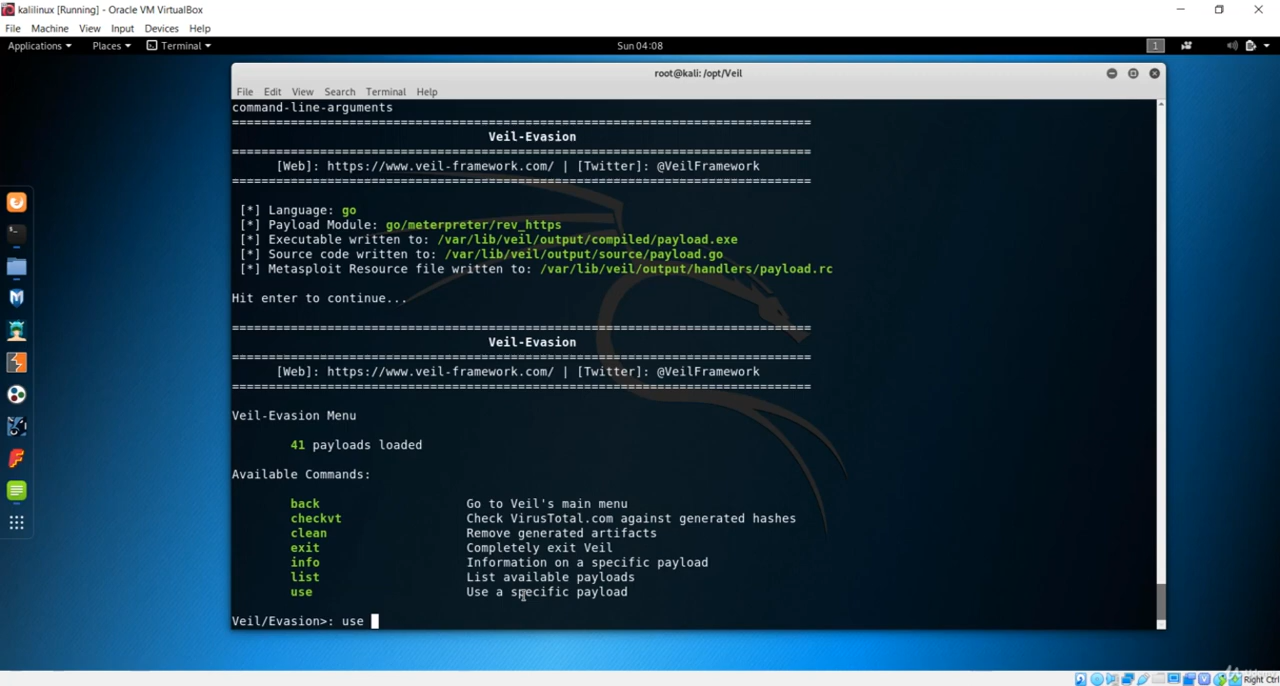 kalilinux [Running] - Oracle VM VirtualBox
File Machine View Input Devices Help
Applications Places Terminal Sun 04:08 1
root@kali: /opt/Veil
File Edit View Search Terminal Help
command-line-arguments
===============================================================================
Veil-Evasion
===============================================================================
[Web]: https://www.veil-framework.com/ | [Twitter]: @VeilFramework
===============================================================================
[*] Language: go
[*] Payload Module: go/meterpreter/rev_https
[*] Executable written to: /var/lib/veil/output/compiled/payload.exe
[*] Source code written to: /var/lib/veil/output/source/payload.go
[*] Metasploit Resource file written to: /var/lib/veil/output/handlers/payload.rc
Hit enter to continue...
===============================================================================
Veil-Evasion
===============================================================================
[Web]: https://www.veil-framework.com/ | [Twitter]: @VeilFramework
===============================================================================
Veil-Evasion Menu
41 payloads loaded
Available Commands:
back Go to Veil's main menu
checkvt Check VirusTotal.com against generated hashes
clean Remove generated artifacts
exit Completely exit Veil
info Information on a specific payload
list List available payloads
use Use a specific payload
Veil/Evasion>: use
Right Ctrl